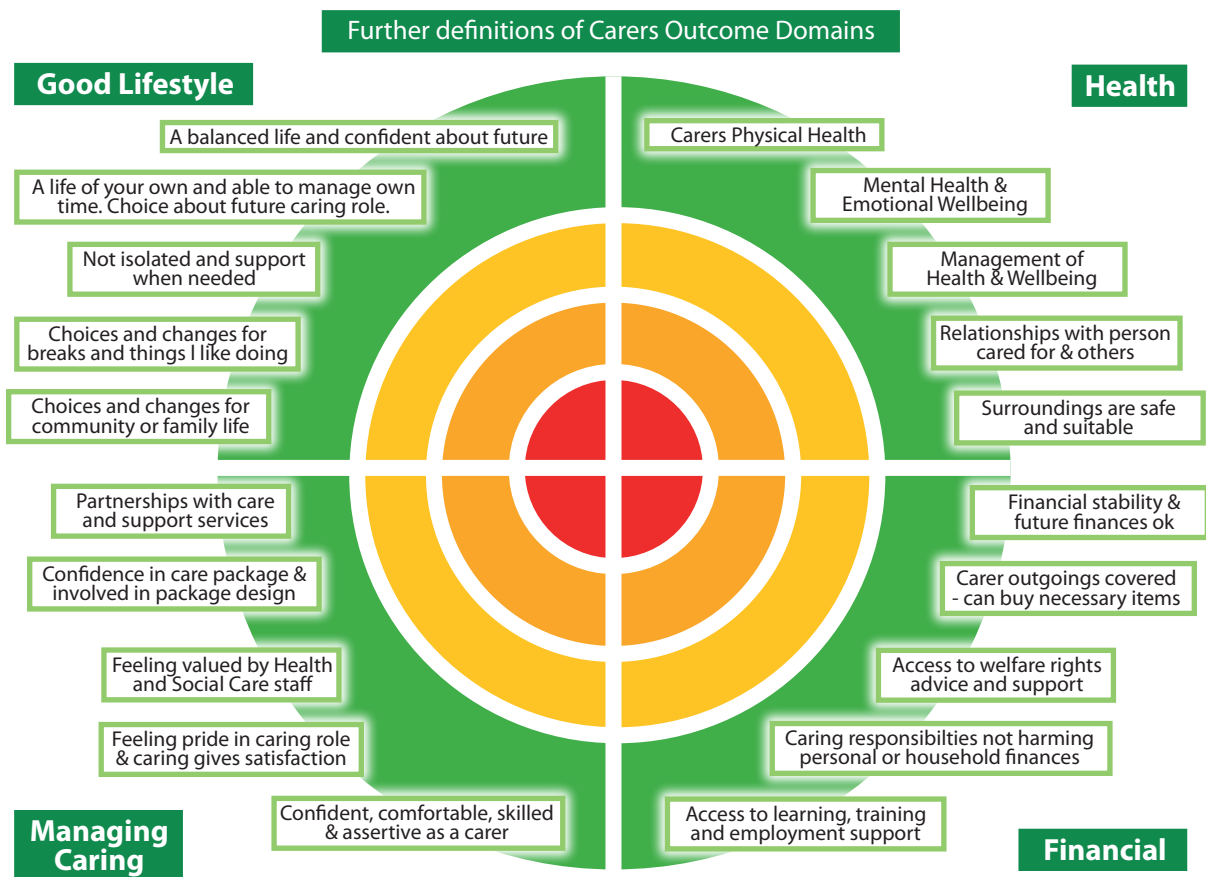 Further definitions of Carers Outcome Domains
Good Lifestyle
A balanced life and confident about future
A life of your own and able to manage own
time. Choice about future caring role.
Not isolated and support
when needed
Choices and changes for
breaks and things I like doing
Choices and changes for
community or family life
Health
Carers Physical Health
Mental Health &
Emotional Wellbeing
Management of
Health & Wellbeing
Relationships with person
cared for & others
Surroundings are safe
and suitable
Partnerships with care
and support services
Confidence in care package &
involved in package design
Feeling valued by Health
and Social Care staff
Feeling pride in caring role
& caring gives satisfaction
Confident, comfortable, skilled
& assertive as a carer
Managing
Caring
Financial stability &
future finances ok
Carer outgoings covered
- can buy necessary items
Access to welfare rights
advice and support
Caring responsibilties not harming
personal or household finances
Access to learning, training
and employment support
Financial